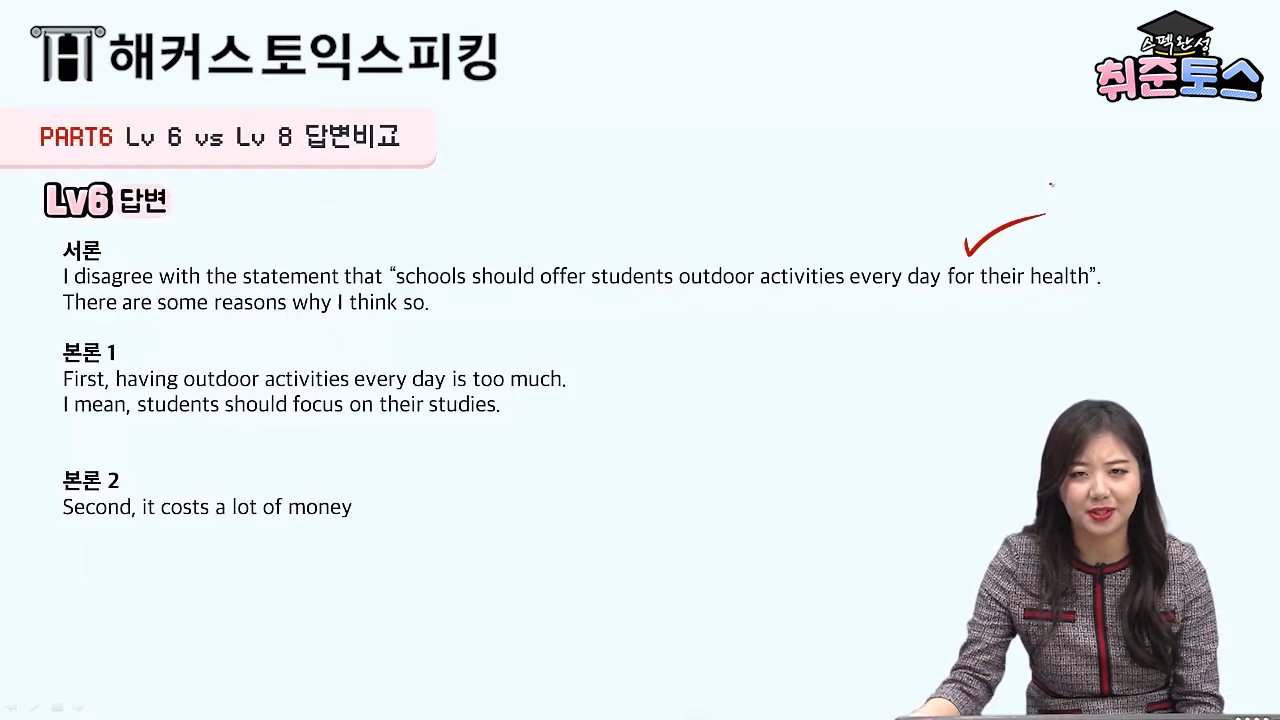 해커스 토익스피킹
스펙완성
취준토스
PART6 Lv 6 vs Lv 8 답변비교
Lv6 답변
서론
I disagree with the statement that “schools should offer students outdoor activities every day for their health”.
There are some reasons why I think so.
본론 1
First, having outdoor activities every day is too much.
I mean, students should focus on their studies.
본론 2
Second, it costs a lot of money